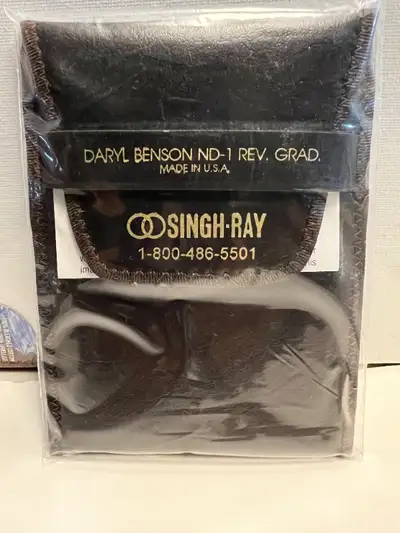 DARYL BENSON ND-1 REV. GRAD.
MADE IN U.S.A.
SINGH-RAY
1-800-486-5501